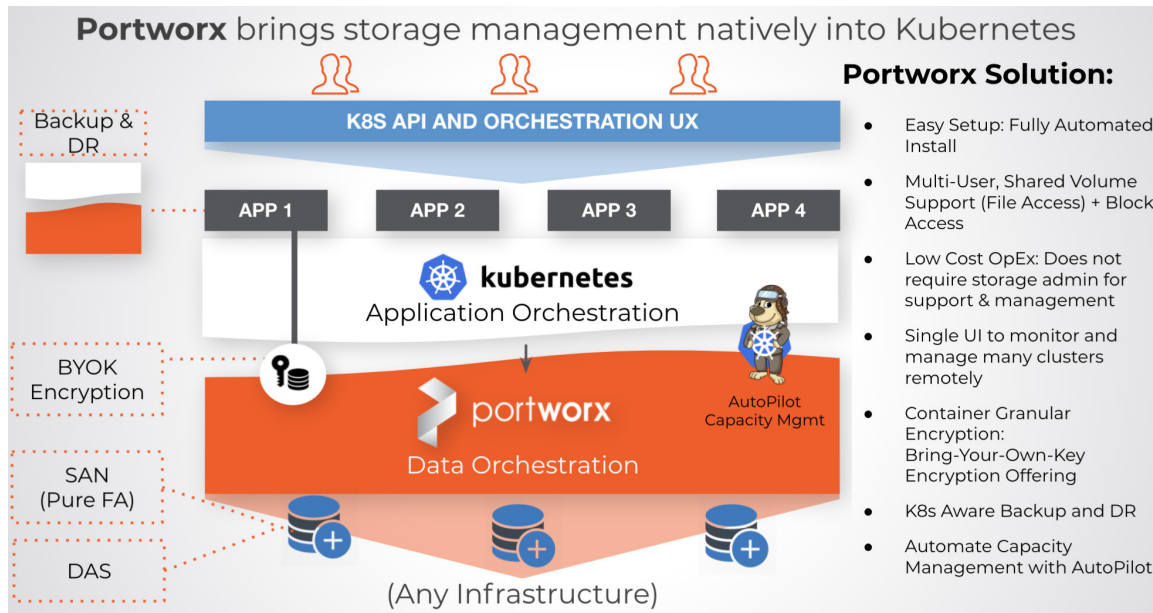 Portworx brings storage management natively into Kubernetes
Portworx Solution:
Backup &
DR
K8S API AND ORCHESTRATION UX
APP 1
APP 2
APP 3
APP 4
kubernetes
Application Orchestration
BYOK
Encryption
portworx
Data Orchestration
AutoPilot
Capacity Mgmt
SAN
(Pure FA)
DAS
(Any Infrastructure)
● Easy Setup: Fully Automated
Install
● Multi-User, Shared Volume
Support (File Access) + Block
Access
● Low Cost OpEx: Does not
require storage admin for
support & management
● Single UI to monitor and
manage many clusters
remotely
● Container Granular
Encryption:
Bring-Your-Own-Key
Encryption Offering
● K8s Aware Backup and DR
● Automate Capacity
Management with AutoPilot